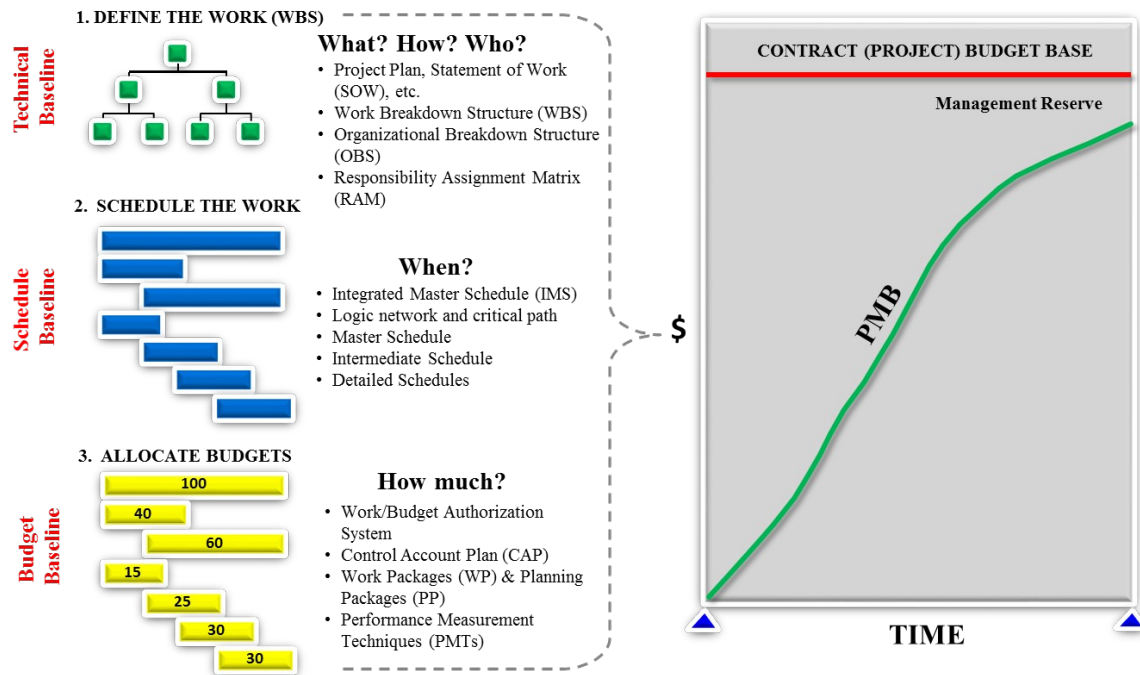 1. DEFINE THE WORK (WBS)
Technical
Baseline
What? How? Who?
• Project Plan, Statement of Work
(SOW), etc.
• Work Breakdown Structure (WBS)
• Organizational Breakdown Structure
(OBS)
• Responsibility Assignment Matrix
(RAM)
2. SCHEDULE THE WORK
Schedule
Baseline
When?
• Integrated Master Schedule (IMS)
• Logic network and critical path
• Master Schedule
• Intermediate Schedule
• Detailed Schedules
3. ALLOCATE BUDGETS
Budget
Baseline
100
40
60
15
25
30
30
How much?
• Work/Budget Authorization
System
• Control Account Plan (CAP)
• Work Packages (WP) & Planning
Packages (PP)
• Performance Measurement
Techniques (PMTs)
$
CONTRACT (PROJECT) BUDGET BASE
Management Reserve
PMB
TIME